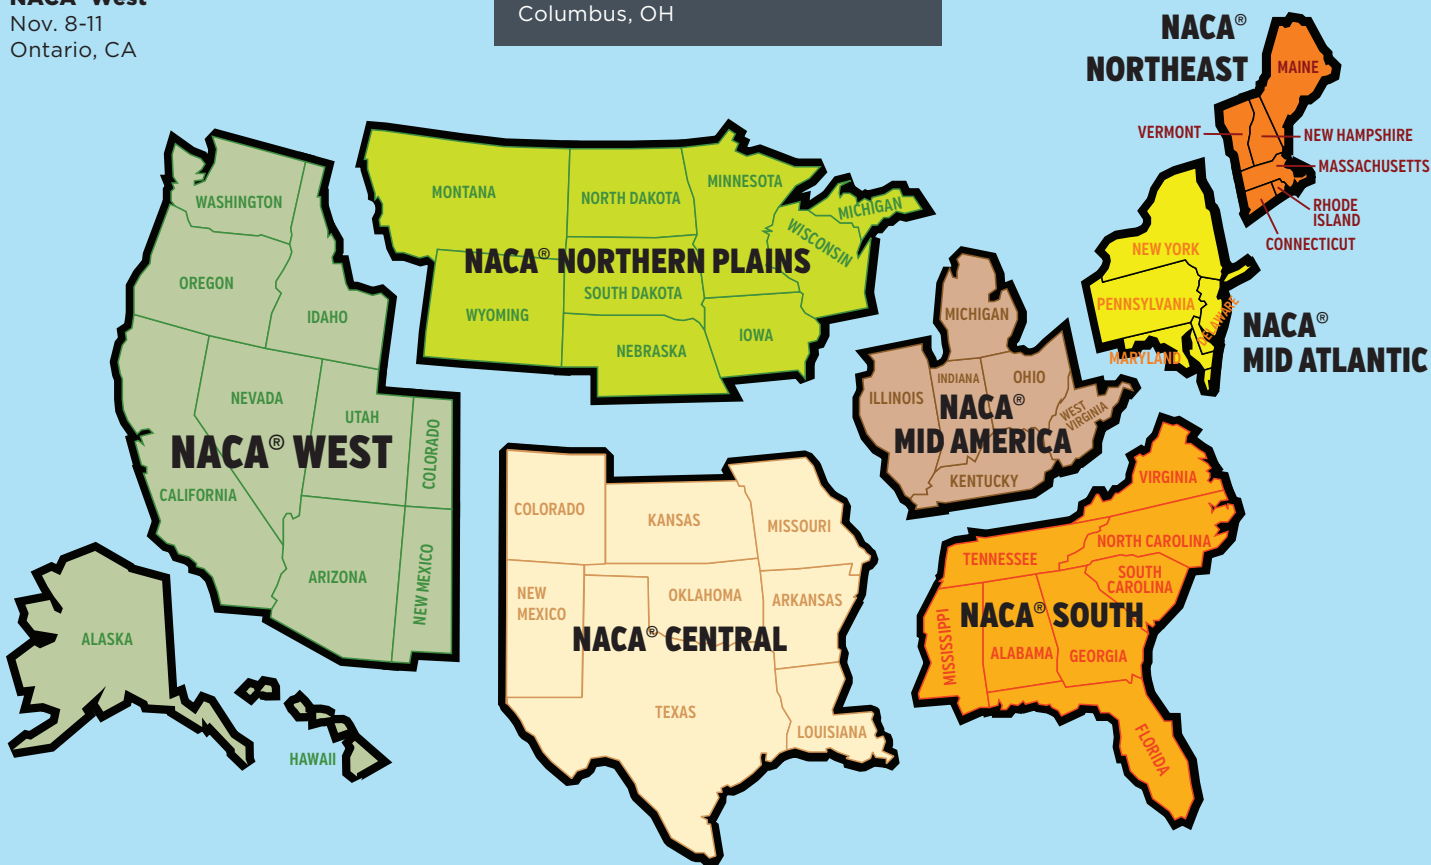 NACA® West
Nov. 8-11
Ontario, CA
Columbus, OH
NACA®
NORTHEAST
MAINE
VERMONT
NEW HAMPSHIRE
MASSACHUSETTS
RHODE
ISLAND
CONNECTICUT
WASHINGTON
OREGON
IDAHO
NEVADA
UTAH
COLORADO
NACA® WEST
CALIFORNIA
ARIZONA
NEW MEXICO
ALASKA
HAWAII
MONTANA
NORTH DAKOTA
MINNESOTA
MICHIGAN
WISCONSIN
NACA® NORTHERN PLAINS
SOUTH DAKOTA
WYOMING
IOWA
NEBRASKA
NEW YORK
PENNSYLVANIA
DELAWARE
MARYLAND
NACA®
MID ATLANTIC
MICHIGAN
ILLINOIS
INDIANA
OHIO
WEST
VIRGINIA
NACA®
MID AMERICA
KENTUCKY
COLORADO
KANSAS
MISSOURI
NEW
MEXICO
OKLAHOMA
ARKANSAS
NACA® CENTRAL
TEXAS
LOUISIANA
VIRGINIA
NORTH CAROLINA
TENNESSEE
SOUTH
CAROLINA
NACA® SOUTH
MISSISSIPPI
ALABAMA
GEORGIA
FLORIDA